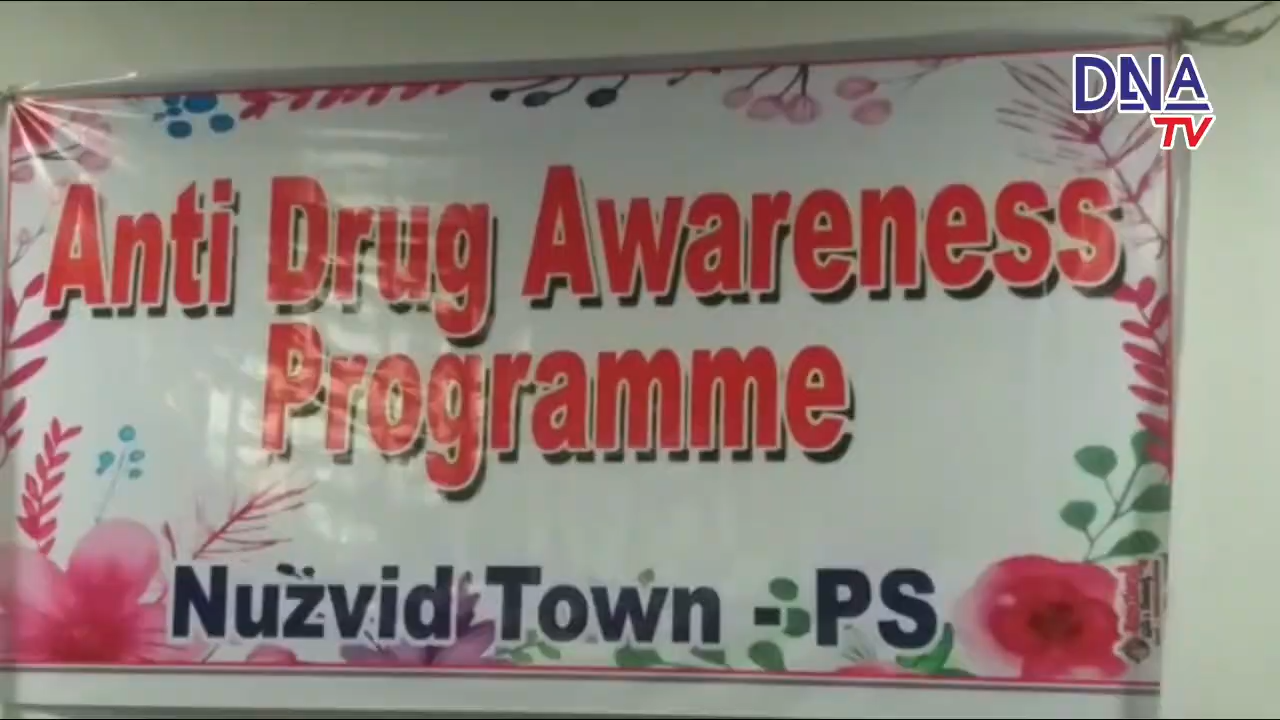 DNA
TV
Anti Drug Awareness
Programme
Nuzvid Town - PS